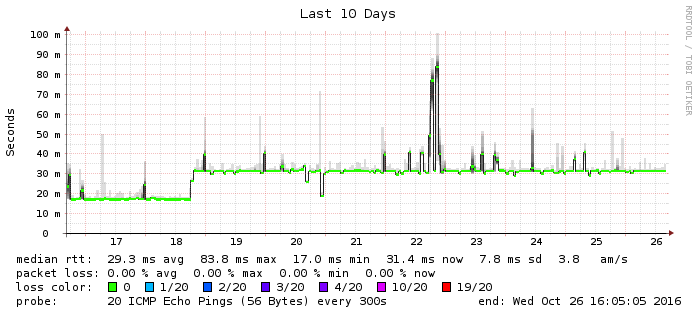 Last 10 Days
RRDTOOL / TOBI OETIKER
Seconds
100 m
90 m
80 m
70 m
60 m
50 m
40 m
30 m
20 m
10 m
0
17 18 19 20 21 22 23 24 25 26
median rtt: 29.3 ms avg 83.8 ms max 17.0 ms min 31.4 ms now 7.8 ms sd 3.8 am/s
packet loss: 0.00 % avg 0.00 % max 0.00 % min 0.00 % now
loss color: 0 1/20 2/20 3/20 4/20 10/20 19/20
probe: 20 ICMP Echo Pings (56 Bytes) every 300s end: Wed Oct 26 16:05:05 2016